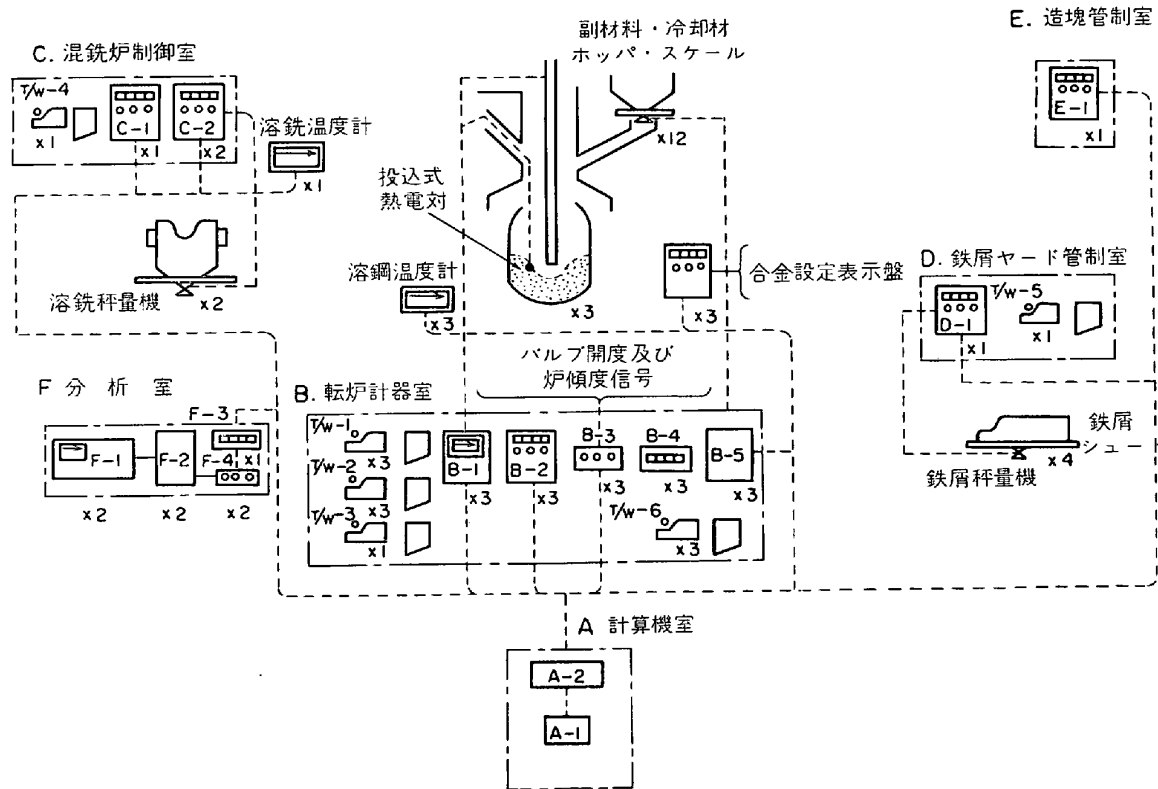 C. 混銑炉制御室
T/W-4
x1
C-1
x1
C-2
x2
溶銑温度計
x1
溶銑秤量機
x2
副材料・冷却材
ホッパ・スケール
x12
投込式
熱電対
溶鋼温度計
x3
x3
合金設定表示盤
x3
バルブ開度及び
炉傾度信号
E. 造塊管制室
E-1
x1
D. 鉄屑ヤード管制室
D-1
x1
T/W-5
x1
鉄屑
シュート
x4
鉄屑秤量機
F 分析室
F-1
x2
F-2
x2
F-3
x1
F-4
x2
B. 転炉計器室
T/W-1
x3
T/W-2
x3
T/W-3
x1
B-1
x3
B-2
x3
B-3
x3
B-4
x3
B-5
x3
T/W-6
x3
A 計算機室
A-2
A-1